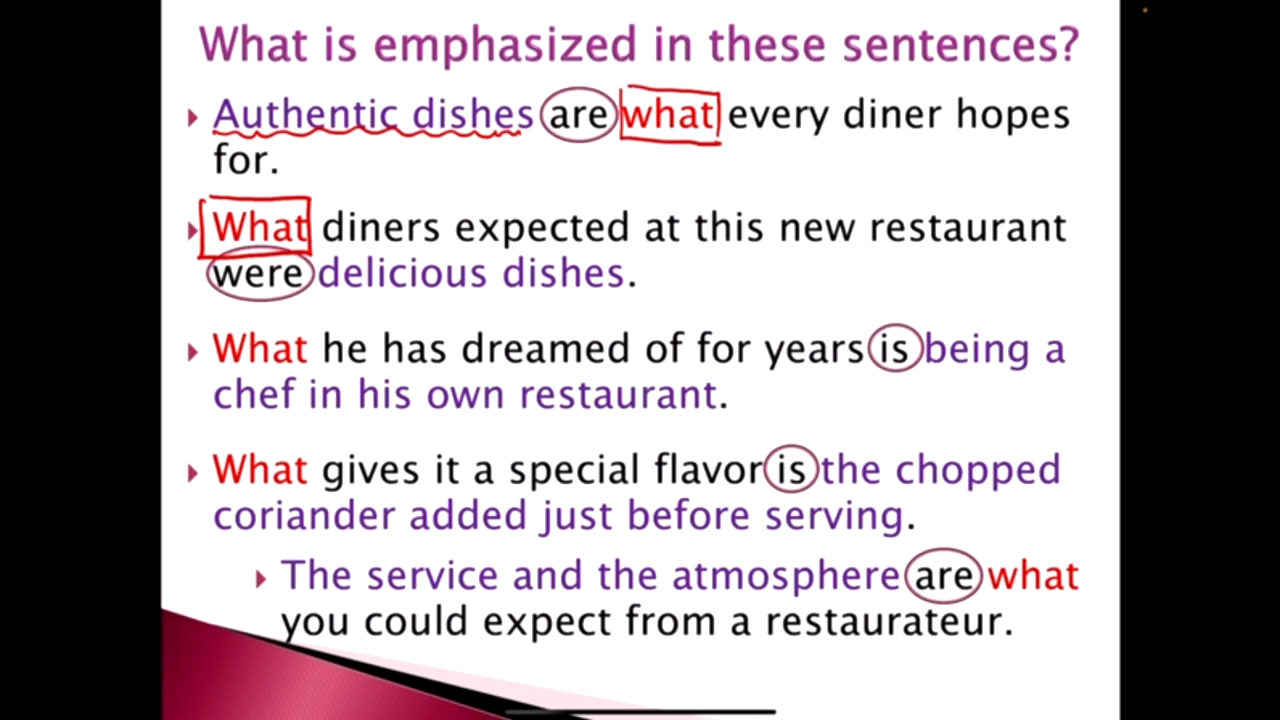 What is emphasized in these sentences?
Authentic dishes are what every diner hopes
for.
What diners expected at this new restaurant
were delicious dishes.
What he has dreamed of for years is being a
chef in his own restaurant.
What gives it a special flavor is the chopped
coriander added just before serving.
The service and the atmosphere are what
you could expect from a restaurateur.